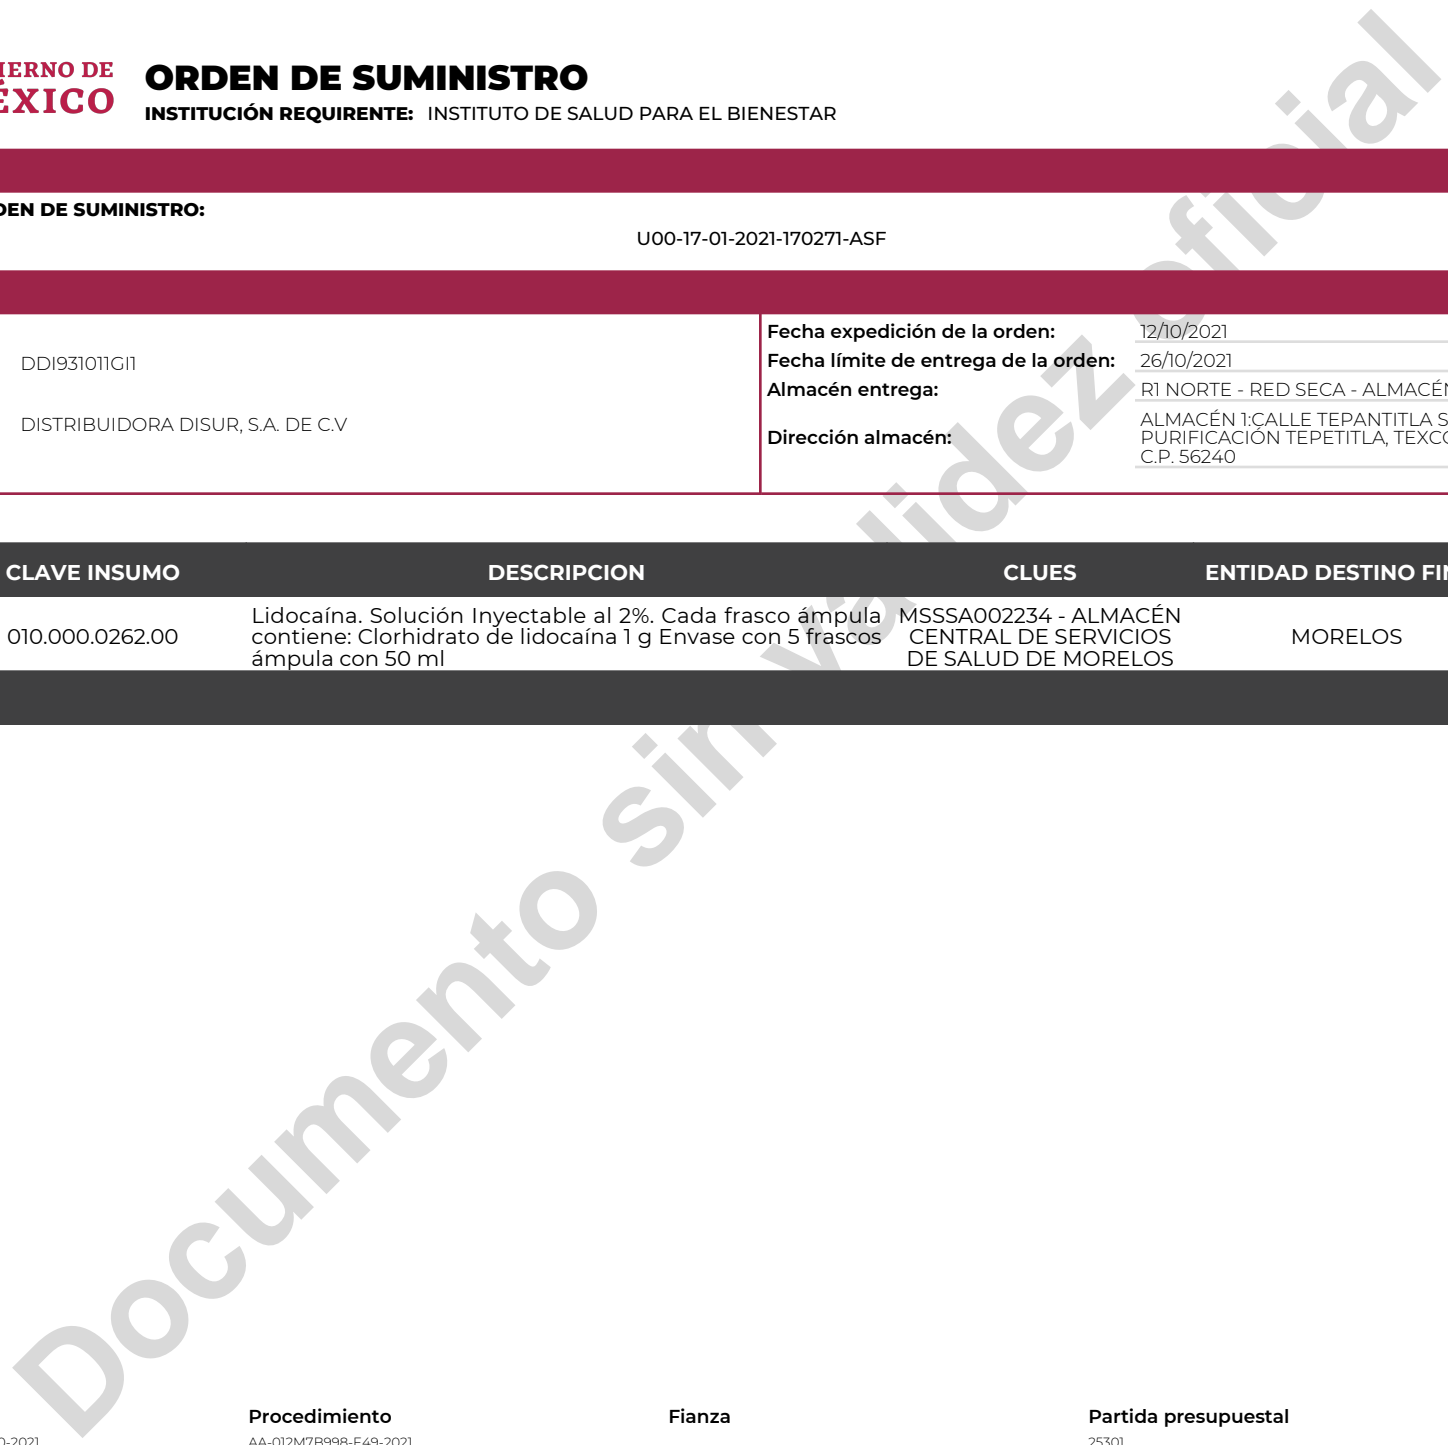 ORDEN DE SUMINISTRO
INSTITUCIÓN REQUIRENTE: INSTITUTO DE SALUD PARA EL BIENESTAR
DE SUMINISTRO:
U00-17-01-2021-170271-ASF
DDI931011GI1
DISTRIBUIDORA DISUR, S.A. DE C.V
Fecha expedición de la orden: 12/10/2021
Fecha límite de entrega de la orden: 26/10/2021
Almacén entrega: R1 NORTE - RED SECA - ALMACÉN
Dirección almacén: ALMACÉN 1:CALLE TEPANTITLA S
PURIFICACIÓN TEPETITLA, TEXCO
C.P. 56240
CLAVE INSUMO DESCRIPCION CLUES ENTIDAD DESTINO FIN
010.000.0262.00
Lidocaína. Solución Inyectable al 2%. Cada frasco ámpula
contiene: Clorhidrato de lidocaína 1 g Envase con 5 frascos
ámpula con 50 ml
MSSSA002234 - ALMACÉN
CENTRAL DE SERVICIOS
DE SALUD DE MORELOS
MORELOS
Documento sin validez oficial
Procedimiento Fianza Partida presupuestal